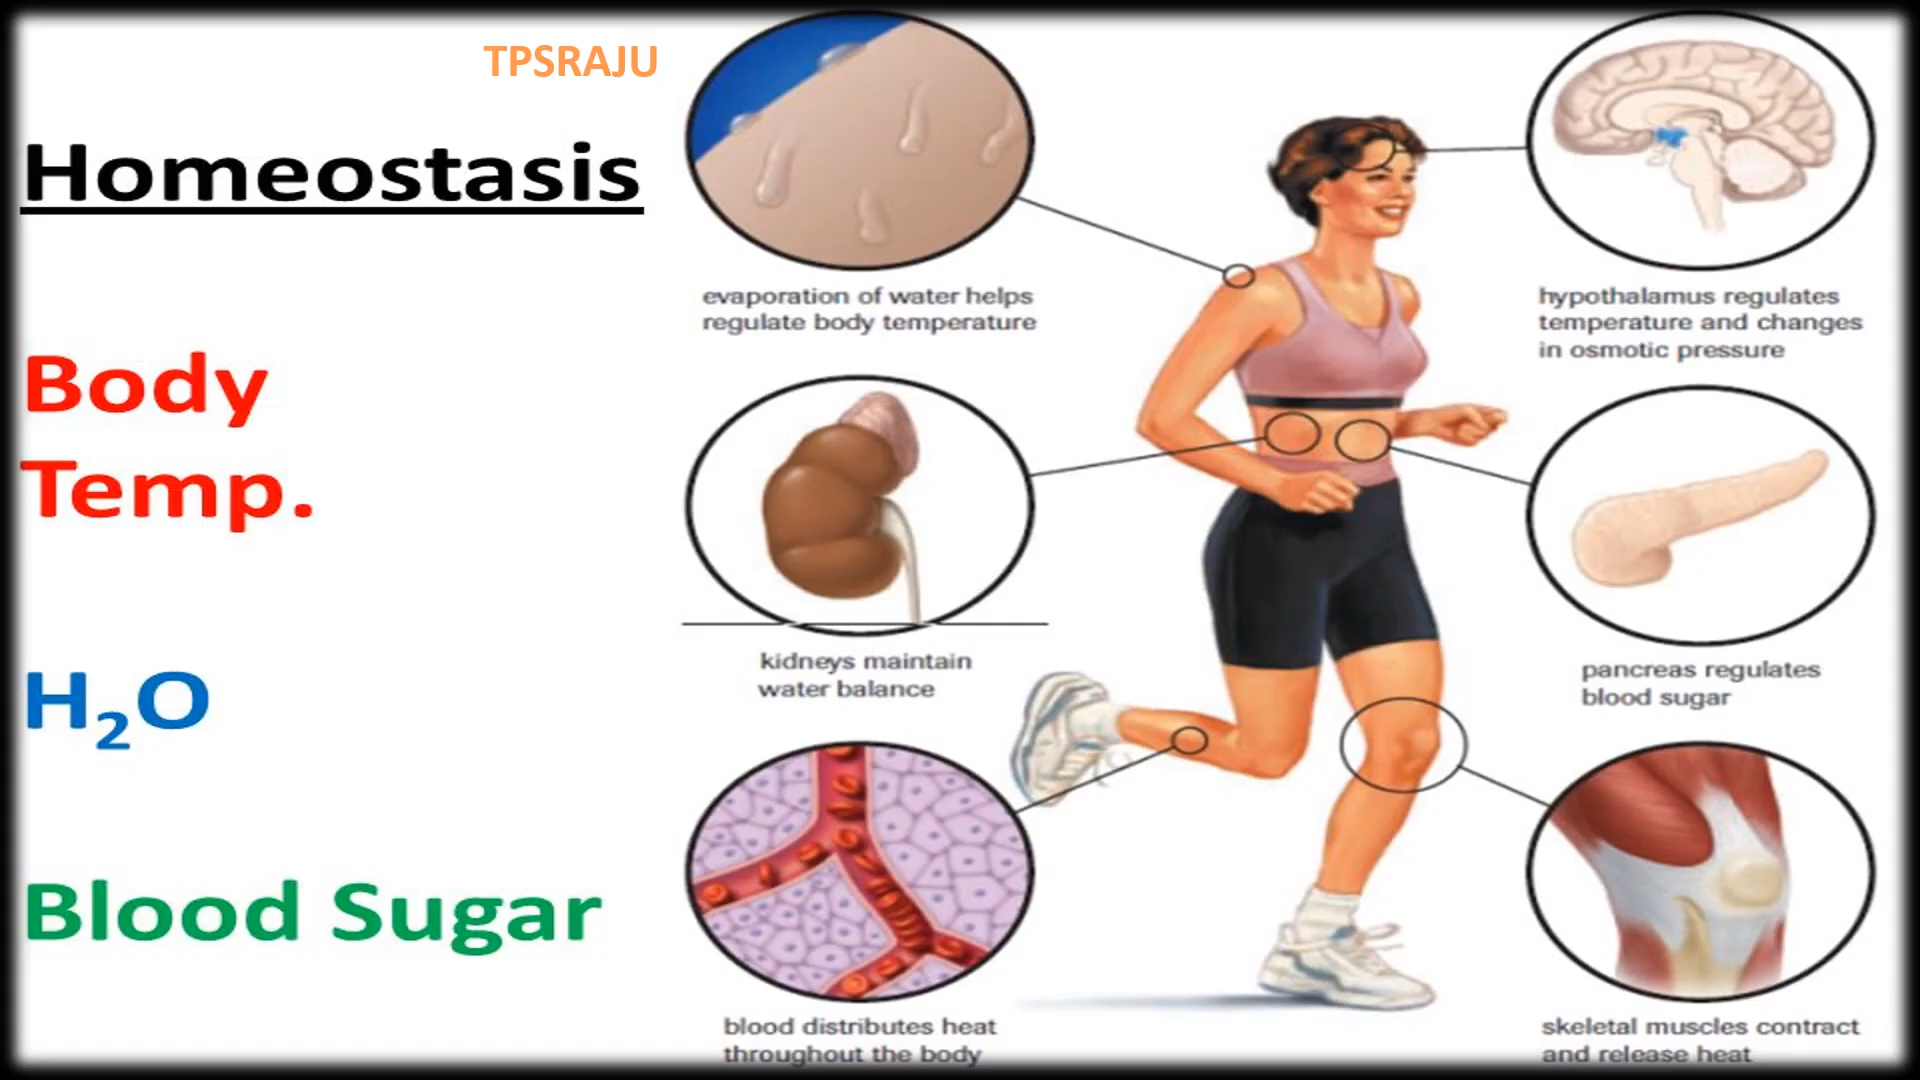 TPSRAJU
Homeostasis
Body
Temp.
H₂O
Blood Sugar
evaporation of water helps
regulate body temperature
hypothalamus regulates
temperature and changes
in osmotic pressure
kidneys maintain
water balance
pancreas regulates
blood sugar
blood distributes heat
throughout the body
skeletal muscles contract
and release heat